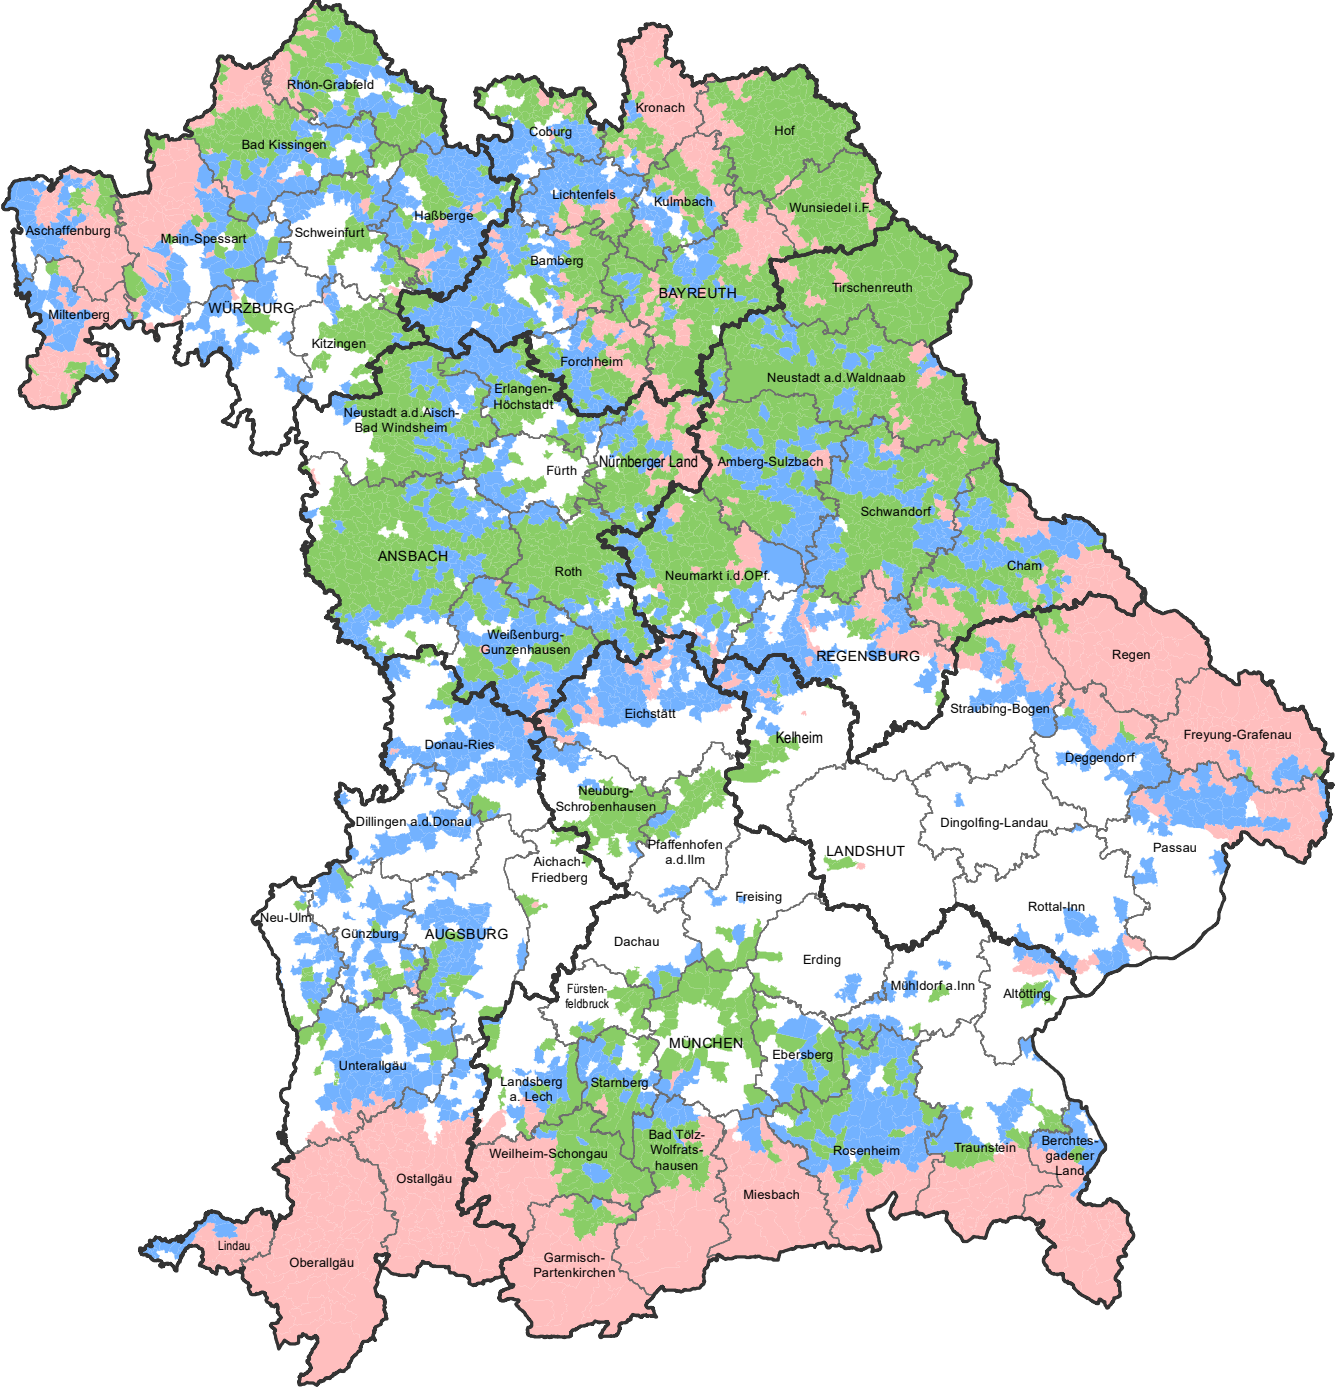 Rhön-Grabfeld
Kronach
Hof
Coburg
Bad Kissingen
Lichtenfels
Kulmbach
Wunsiedel i.F.
Haßberge
Aschaffenburg
Main-Spessart
Schweinfurt
Bamberg
Tirschenreuth
BAYREUTH
WÜRZBURG
Miltenberg
Kitzingen
Forchheim
Neustadt a.d.Waldnaab
Erlangen-
Höchstadt
Neustadt a.d.Aisch-
Bad Windsheim
Fürth
Nürnberger Land
Amberg-Sulzbach
Schwandorf
ANSBACH
Roth
Neumarkt i.d.OPf.
Cham
Weißenburg-
Gunzenhausen
REGENSBURG
Regen
Eichstätt
Straubing-Bogen
Freyung-Grafenau
Donau-Ries
Kelheim
Deggendorf
Neuburg-
Schrobenhausen
Dillingen a.d.Donau
Dingolfing-Landau
Pfaffenhofen
a.d.Ilm
LANDSHUT
Passau
Aichach-
Friedberg
Freising
Rottal-Inn
Neu-Ulm
Günzburg
AUGSBURG
Dachau
Erding
Mühldorf a.Inn
Altötting
Fürsten-
feldbruck
MÜNCHEN
Ebersberg
Unterallgäu
Landsberg
a. Lech
Starnberg
Bad Tölz-
Wolfrats-
hausen
Weilheim-Schongau
Rosenheim
Traunstein
Berchtes-
gadener
Land
Ostallgäu
Miesbach
Lindau
Oberallgäu
Garmisch-
Partenkirchen